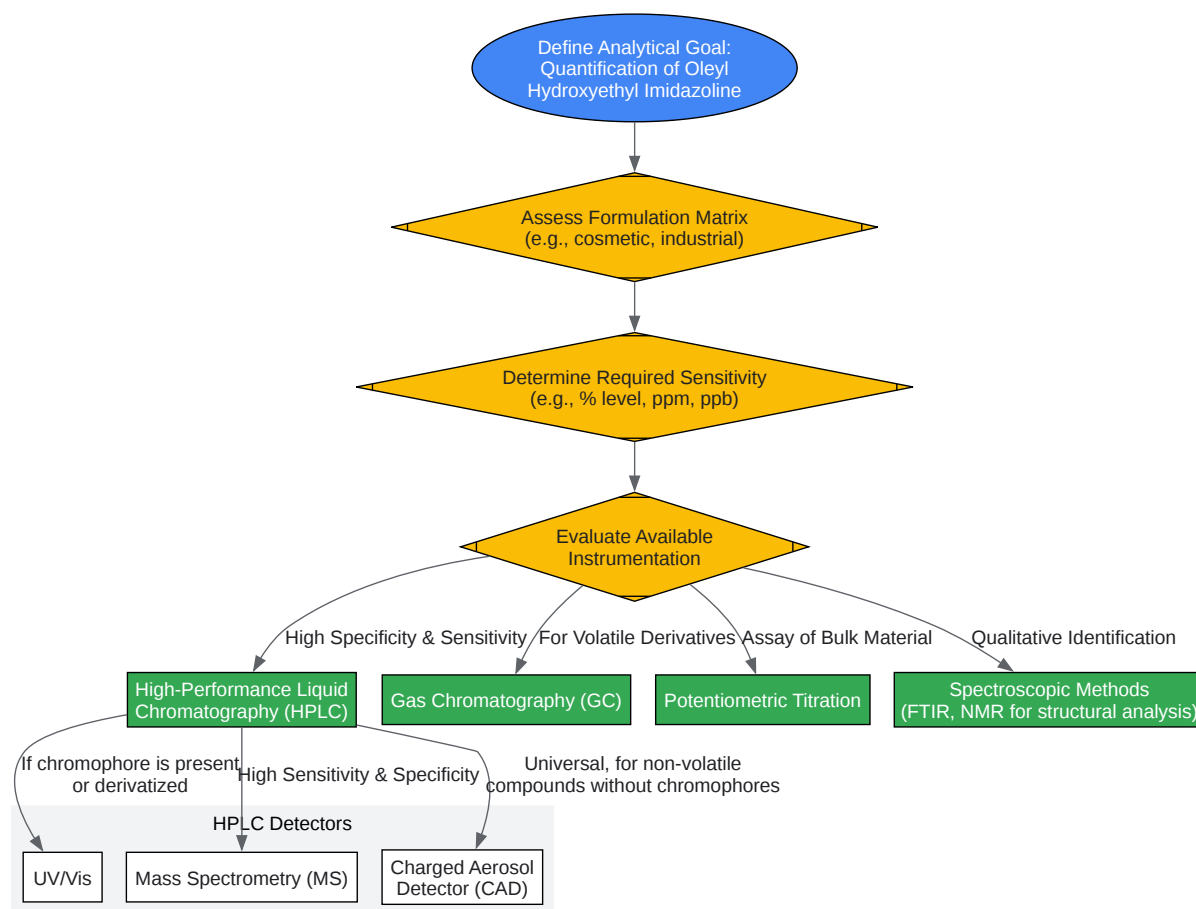 Define Analytical Goal:
Quantification of Oleyl
Hydroxyethyl Imidazoline
Assess Formulation Matrix
(e.g., cosmetic, industrial)
Determine Required Sensitivity
(e.g., % level, ppm, ppb)
Evaluate Available
Instrumentation
High Specificity & Sensitivity
For Volatile Derivatives
Assay of Bulk Material
Qualitative Identification
High-Performance Liquid
Chromatography (HPLC)
Gas Chromatography (GC)
Potentiometric Titration
Spectroscopic Methods
(FTIR, NMR for structural analysis)
If chromophore is present
or derivatized
High Sensitivity & Specificity
Universal, for non-volatile
compounds without chromophores
HPLC Detectors
UV/Vis
Mass Spectrometry (MS)
Charged Aerosol
Detector (CAD)